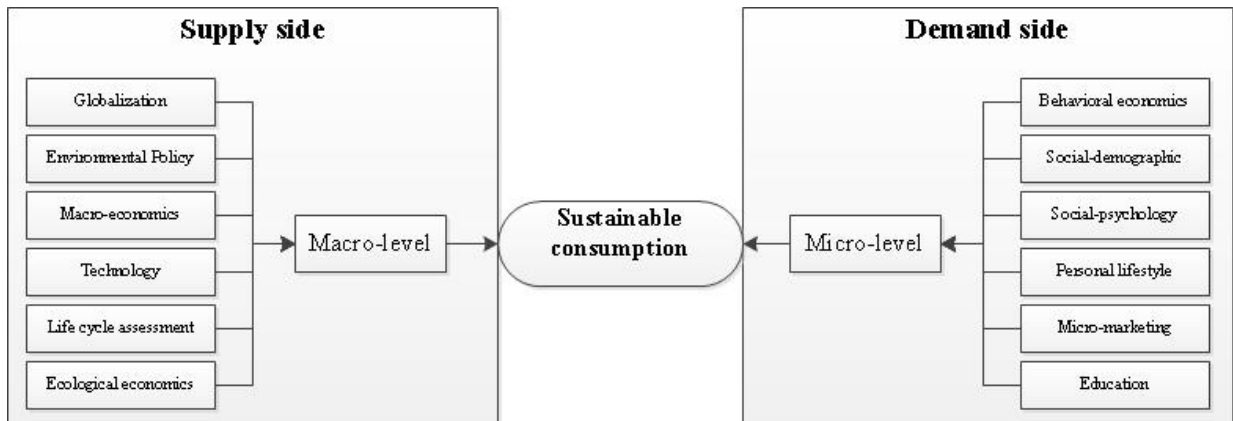 Supply side
Globalization
Environmental Policy
Macro-economics
Technology
Life cycle assessment
Ecological economics
Macro-level
Sustainable
consumption
Demand side
Micro-level
Behavioral economics
Social-demographic
Social-psychology
Personal lifestyle
Micro-marketing
Education